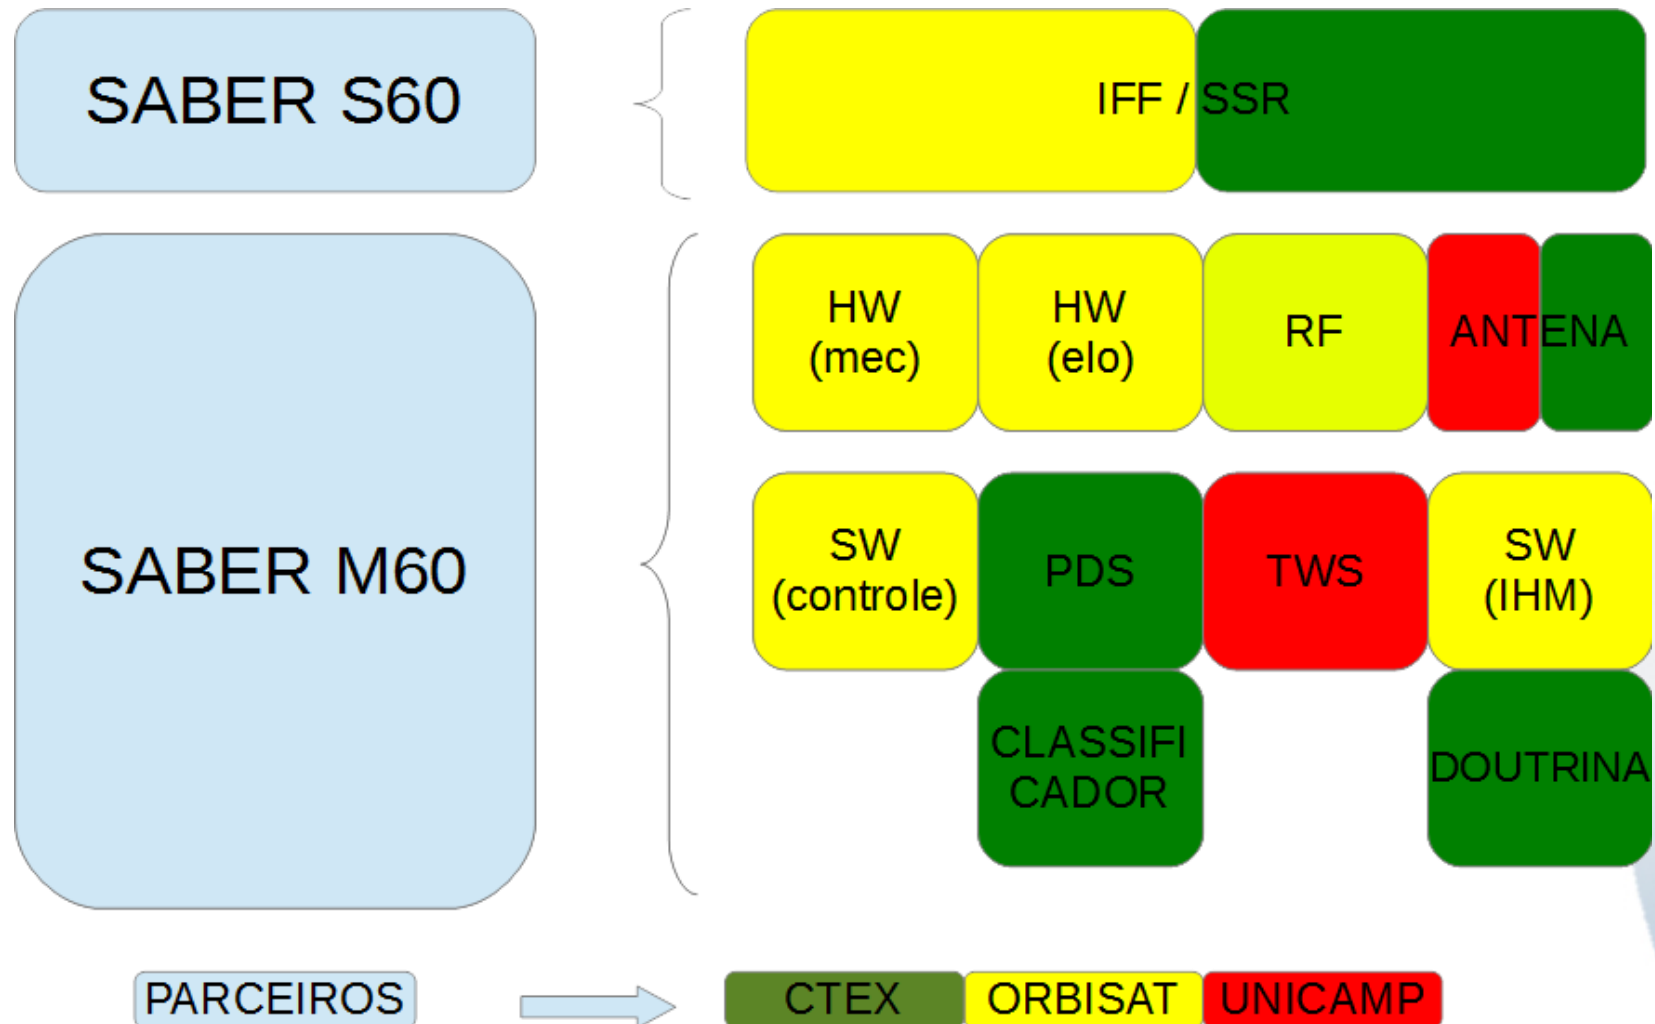 SABER S60
IFF / SSR
SABER M60
HW
(mec)
HW
(elo)
RF
ANTENA
SW
(controle)
PDS
TWS
SW
(IHM)
CLASSIFI
CADOR
DOUTRINA
PARCEIROS
CTEX
ORBISAT
UNICAMP